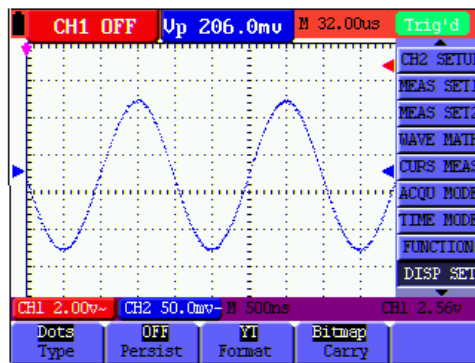 CH1 OFF Vp 206.0mv M 32.00us Trig'd
CH2 SETU
MEAS SET1
MEAS SET2
WAVE MATH
CURS MEAS
ACQU MODE
TIME MODE
FUNCTION
DISP SET
CH1 2.00v~ CH2 50.0mv- M 500ns CH1 2.56v
Dots OFF YT Bitmap
Type Persist Format Carry